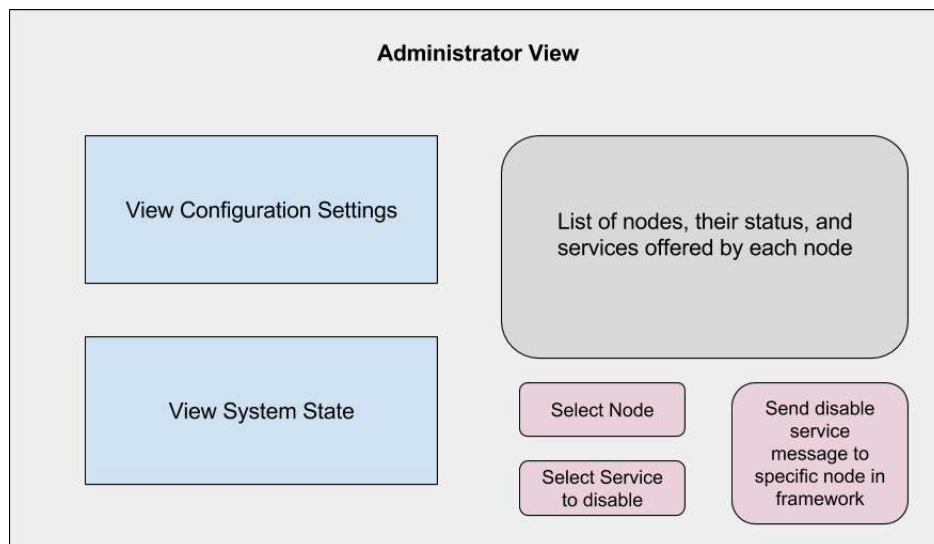 Administrator View
View Configuration Settings
List of nodes, their status, and
services offered by each node
View System State
Select Node
Select Service
to disable
Send disable
service
message to
specific node in
framework